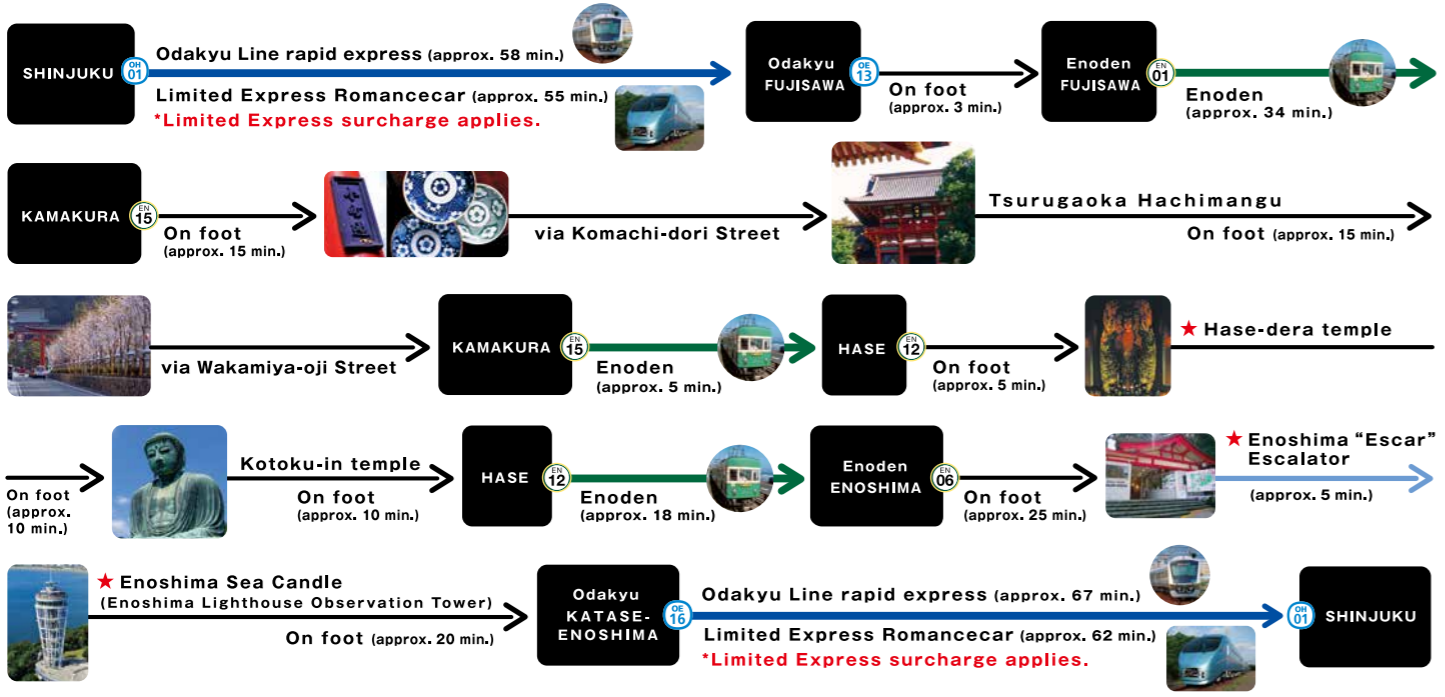 SHINJUKU
OH
01
Odakyu Line rapid express (approx. 58 min.)
Limited Express Romancecar (approx. 55 min.)
*Limited Express surcharge applies.
Odakyu
FUJISAWA
OE
13
On foot
(approx. 3 min.)
Enoden
FUJISAWA
EN
01
Enoden
(approx. 34 min.)
KAMAKURA
EN
15
On foot
(approx. 15 min.)
via Komachi-dori Street
Tsurugaoka Hachimangu
On foot (approx. 15 min.)
via Wakamiya-oji Street
KAMAKURA
EN
15
Enoden
(approx. 5 min.)
HASE
EN
12
On foot
(approx. 5 min.)
★ Hase-dera temple
On foot
(approx.
10 min.)
Kotoku-in temple
On foot
(approx. 10 min.)
HASE
EN
12
Enoden
(approx. 18 min.)
Enoden
ENOSHIMA
EN
06
On foot
(approx. 25 min.)
★ Enoshima “Escar”
Escalator
(approx. 5 min.)
★ Enoshima Sea Candle
(Enoshima Lighthouse Observation Tower)
On foot (approx. 20 min.)
Odakyu
KATASE-
ENOSHIMA
OE
16
Odakyu Line rapid express (approx. 67 min.)
Limited Express Romancecar (approx. 62 min.)
*Limited Express surcharge applies.
OH
01
SHINJUKU